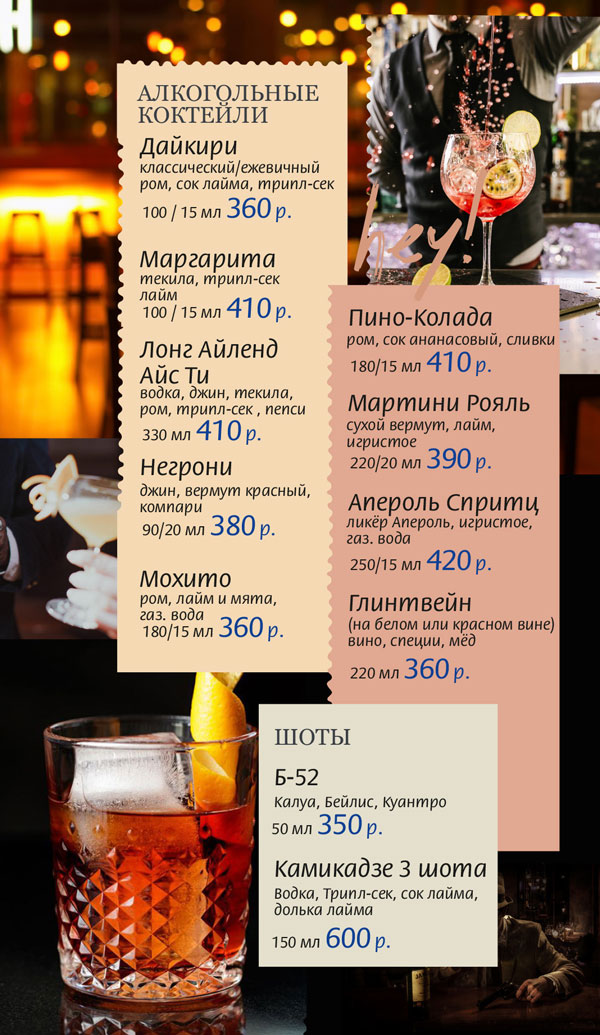 Н
АЛКОГОЛЬНЫЕ
КОКТЕЙЛИ
Дайкири
классический/ежевичный
ром, сок лайма, трипл-сек
100 / 15 мл 360 р.
Маргарита
текила, трипл-сек
лайм
100 / 15 мл 410 р.
Лонг Айленд
Айс Ти
водка, джин, текила,
ром, трипл-сек , пепси
330 мл 410 р.
Негрони
джин, вермут красный,
компари
90/20 мл 380 р.
Мохито
ром, лайм и мята,
газ. вода
180/15 мл 360 р.
hey!
Пино-Колада
ром, сок ананасовый, сливки
180/15 мл 410 р.
Мартини Рояль
сухой вермут, лайм,
игристое
220/20 мл 390 р.
Апероль Спритц
ликёр Апероль, игристое,
газ. вода
250/15 мл 420 р.
Глинтвейн
(на белом или красном вине)
вино, специи, мёд
220 мл 360 р.
ШОТЫ
Б-52
Калуа, Бейлис, Куантро
50 мл 350 р.
Камикадзе 3 шота
Водка, Трипл-сек, сок лайма,
долька лайма
150 мл 600 р.